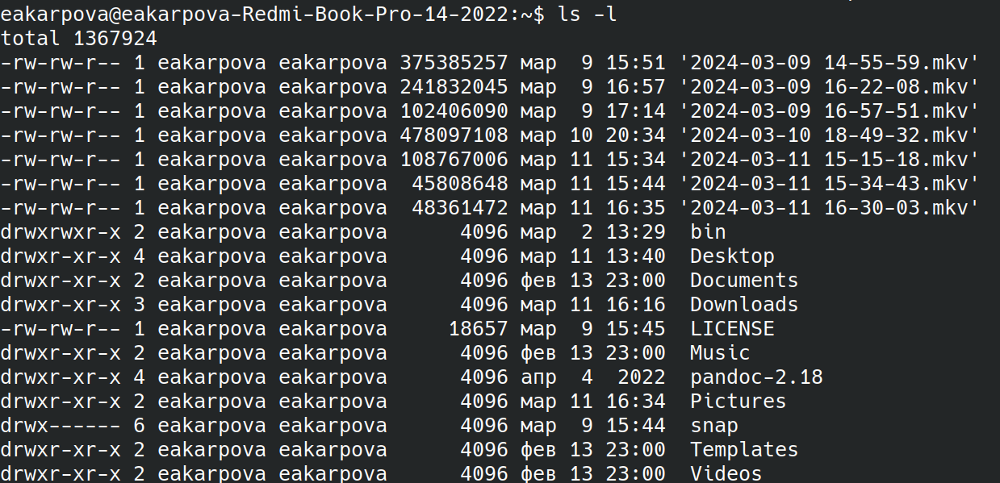 eakarpova@eakarpova-Redmi-Book-Pro-14-2022:~$ ls -l
total 1367924
-rw-rw-r-- 1 eakarpova eakarpova 375385257 мар  9 15:51 '2024-03-09 14-55-59.mkv'
-rw-rw-r-- 1 eakarpova eakarpova 241832045 мар  9 16:57 '2024-03-09 16-22-08.mkv'
-rw-rw-r-- 1 eakarpova eakarpova 102406090 мар  9 17:14 '2024-03-09 16-57-51.mkv'
-rw-rw-r-- 1 eakarpova eakarpova 478097108 мар 10 20:34 '2024-03-10 18-49-32.mkv'
-rw-rw-r-- 1 eakarpova eakarpova 108767006 мар 11 15:34 '2024-03-11 15-15-18.mkv'
-rw-rw-r-- 1 eakarpova eakarpova  45808648 мар 11 15:44 '2024-03-11 15-34-43.mkv'
-rw-rw-r-- 1 eakarpova eakarpova  48361472 мар 11 16:35 '2024-03-11 16-30-03.mkv'
drwxrwxr-x 2 eakarpova eakarpova      4096 мар  2 13:29  bin
drwxr-xr-x 4 eakarpova eakarpova      4096 мар 11 13:40  Desktop
drwxr-xr-x 2 eakarpova eakarpova      4096 фев 13 23:00  Documents
drwxr-xr-x 3 eakarpova eakarpova      4096 мар 11 16:16  Downloads
-rw-rw-r-- 1 eakarpova eakarpova     18657 мар  9 15:45  LICENSE
drwxr-xr-x 2 eakarpova eakarpova      4096 фев 13 23:00  Music
drwxr-xr-x 4 eakarpova eakarpova      4096 апр  4  2022  pandoc-2.18
drwxr-xr-x 2 eakarpova eakarpova      4096 мар 11 16:34  Pictures
drwx------ 6 eakarpova eakarpova      4096 мар  9 15:44  snap
drwxr-xr-x 2 eakarpova eakarpova      4096 фев 13 23:00  Templates
drwxr-xr-x 2 eakarpova eakarpova      4096 фев 13 23:00  Videos